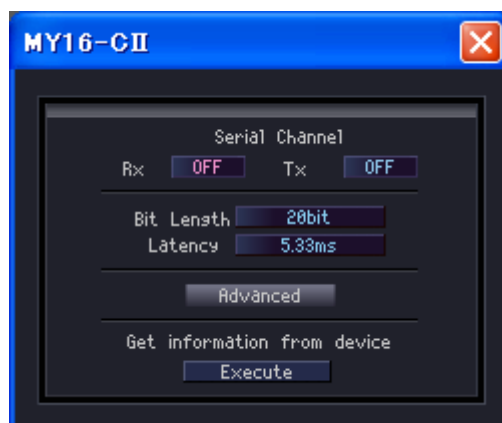 MY16-CII
Serial Channel
Rx OFF Tx OFF
Bit Length 20bit
Latency 5.33ms
Advanced
Get information from device
Execute